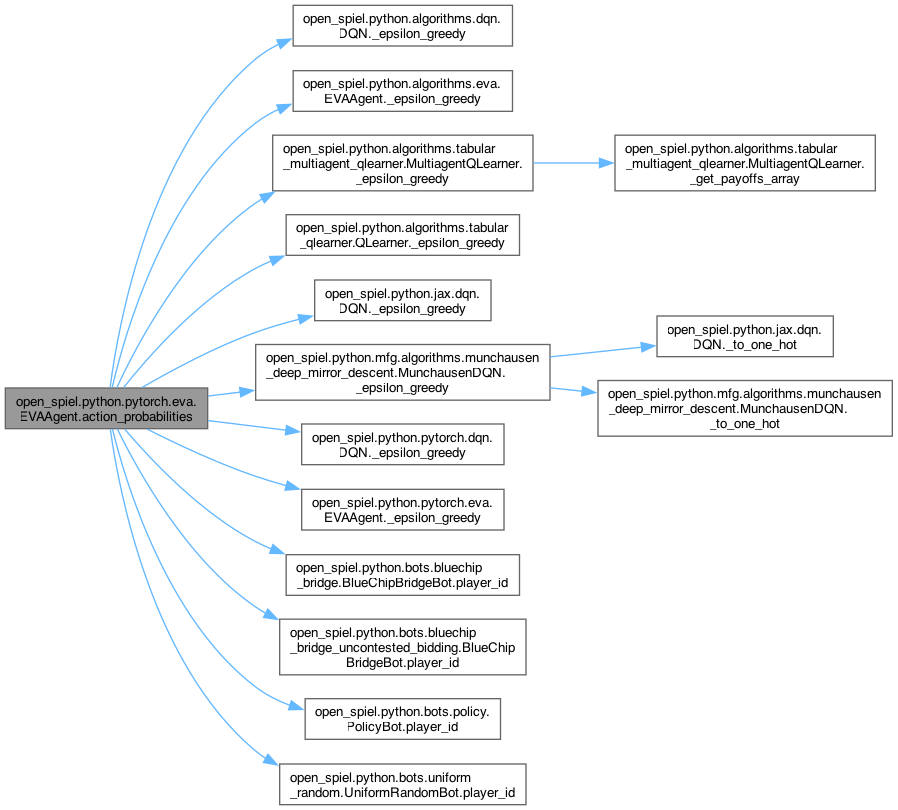 open_spiel.python.algorithms.dqn.
DQN._epsilon_greedy
open_spiel.python.algorithms.eva.
EVAAgent._epsilon_greedy
open_spiel.python.algorithms.tabular
_multiagent_qlearner.MultiagentQLearner.
_epsilon_greedy
open_spiel.python.algorithms.tabular
_multiagent_qlearner.MultiagentQLearner.
_get_payoffs_array
open_spiel.python.algorithms.tabular
_qlearner.QLearner._epsilon_greedy
open_spiel.python.jax.dqn.
DQN._epsilon_greedy
open_spiel.python.mfg.algorithms.munchausen
_deep_mirror_descent.MunchausenDQN.
_epsilon_greedy
open_spiel.python.jax.dqn.
DQN._to_one_hot
open_spiel.python.mfg.algorithms.munchausen
_deep_mirror_descent.MunchausenDQN.
_to_one_hot
open_spiel.python.pytorch.eva.
EVAAgent.action_probabilities
open_spiel.python.pytorch.dqn.
DQN._epsilon_greedy
open_spiel.python.pytorch.eva.
EVAAgent._epsilon_greedy
open_spiel.python.bots.bluechip
_bridge.BlueChipBridgeBot.player_id
open_spiel.python.bots.bluechip
_bridge_uncontested_bidding.BlueChip
BridgeBot.player_id
open_spiel.python.bots.policy.
PolicyBot.player_id
open_spiel.python.bots.uniform
_random.UniformRandomBot.player_id